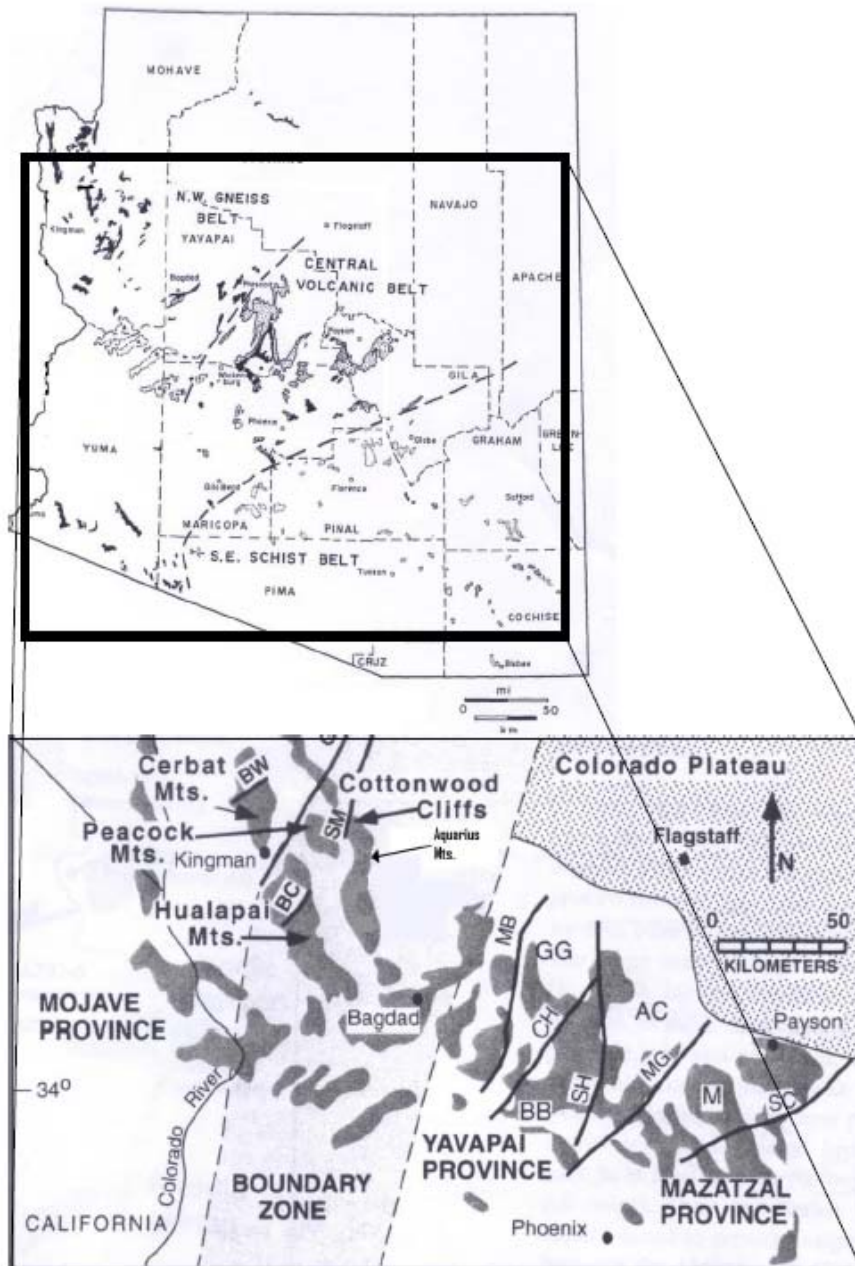 MOHAVE
N.W. GNEISS
BELT
YAVAPAI
NAVAJO
Kingman
Flagstaff
CENTRAL
VOLCANIC BELT
APACHE
Bagdad
Payson
GILA
Phoenix
Globe
GRAHAM
GREEN-
LEE
YUMA
Gila Bend
Florence
Safford
MARICOPA
PINAL
S.E. SCHIST BELT
Tucson
PIMA
COCHISE
CRUZ
Bisbee
mi
0 50
km
Cerbat
Mts.
BW
Cottonwood
Cliffs
Colorado Plateau
Peacock
Mts.
SM
Aquarius
Mts.
Kingman
Flagstaff
N
BC
Hualapai
Mts.
0 50
KILOMETERS
MB
GG
MOJAVE
PROVINCE
Bagdad
CH
AC
Payson
34°
River
SH
MG
M
SC
BB
Colorado
YAVAPAI
PROVINCE
BOUNDARY
ZONE
MAZATZAL
PROVINCE
CALIFORNIA
Phoenix